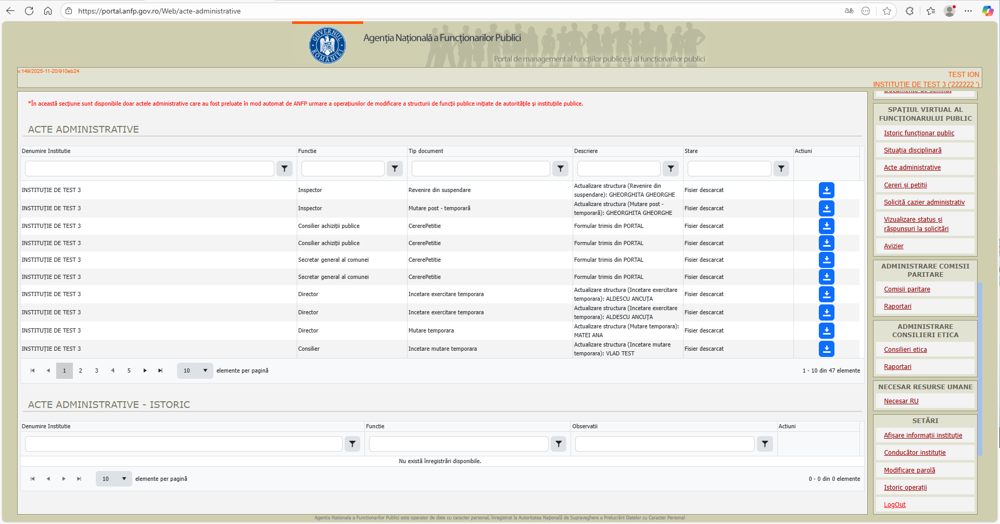 https://portal.anfp.gov.ro/Web/acte-administrative
GUVERNUL ROMÂNIEI
Agenția Națională a Funcționarilor Publici
Portal de management al funcțiilor publice și al funcționarilor publici
v.149/2025-11-20/910eb24
TEST ION
INSTITUȚIE DE TEST 3 ('222222 ')
*În această secțiune sunt disponibile doar actele administrative care au fost preluate în mod automat de ANFP urmare a operațiunilor de modificare a structurii de funcții publice inițiate de autoritățile și instituțiile publice.
ACTE ADMINISTRATIVE
Denumire Institutie Functie Tip document Descriere Stare Actiuni
INSTITUȚIE DE TEST 3 Inspector Revenire din suspendare Actualizare structura (Revenire din
suspendare): GHEORGHITA GHEORGHE Fisier descarcat
INSTITUȚIE DE TEST 3 Inspector Mutare post - temporară Actualizare structura (Mutare post -
temporară): GHEORGHITA GHEORGHE Fisier descarcat
INSTITUȚIE DE TEST 3 Consilier achiziții publice CererePetitie Formular trimis din PORTAL Fisier descarcat
INSTITUȚIE DE TEST 3 Consilier achiziții publice CererePetitie Formular trimis din PORTAL Fisier descarcat
INSTITUȚIE DE TEST 3 Secretar general al comunei CererePetitie Formular trimis din PORTAL Fisier descarcat
INSTITUȚIE DE TEST 3 Secretar general al comunei CererePetitie Formular trimis din PORTAL Fisier descarcat
INSTITUȚIE DE TEST 3 Director Incetare exercitare temporara Actualizare structura (Incetare exercitare
temporara): ALDESCU ANCUȚA Fisier descarcat
INSTITUȚIE DE TEST 3 Director Incetare exercitare temporara Actualizare structura (Incetare exercitare
temporara): ALDESCU ANCUȚA Fisier descarcat
INSTITUȚIE DE TEST 3 Director Mutare temporara Actualizare structura (Mutare temporara):
MATEI ANA Fisier descarcat
INSTITUȚIE DE TEST 3 Consilier Incetare mutare temporara Actualizare structura (Incetare mutare
temporara): VLAD TEST Fisier descarcat
1 2 3 4 5 10 elemente per pagină 1 - 10 din 47 elemente
ACTE ADMINISTRATIVE - ISTORIC
Denumire Institutie Functie Observatii Actiuni
Nu există înregistrări disponibile.
10 elemente per pagină 0 - 0 din 0 elemente
Documente de semnat
SPAȚIUL VIRTUAL AL
FUNCȚIONARULUI PUBLIC
Istoric funcționar public
Situația disciplinară
Acte administrative
Cereri și petiții
Solicită cazier administrativ
Vizualizare status și
răspunsuri la solicitări
Avizier
ADMINISTRARE COMISII
PARITARE
Comisii paritare
Raportari
ADMINISTRARE
CONSILIERI ETICA
Consilieri etica
Raportari
NECESAR RESURSE UMANE
Necesar RU
SETĂRI
Afișare informații instituție
Conducător instituție
Modificare parolă
Istoric operații
LogOut
Agentia Nationala a Functionarilor Publici este operator de date cu caracter personal, înregistrat la Autoritatea Națională de Supraveghere a Prelucrării Datelor cu Caracter Personal